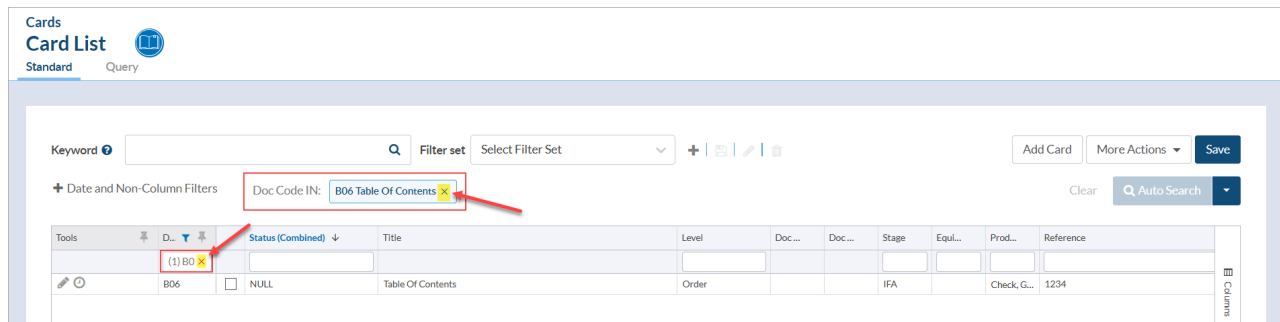 Cards
Card List
Standard Query
Keyword Filter set Select Filter Set Add Card More Actions Save
+ Date and Non-Column Filters Doc Code IN: B06 Table Of Contents × Clear Auto Search
Tools D... Status (Combined) ↓ Title Level Doc ... Doc ... Stage Equi... Prod... Reference
(1) B0 ×
B06 NULL Table Of Contents Order IFA Check, G... 1234
Columns